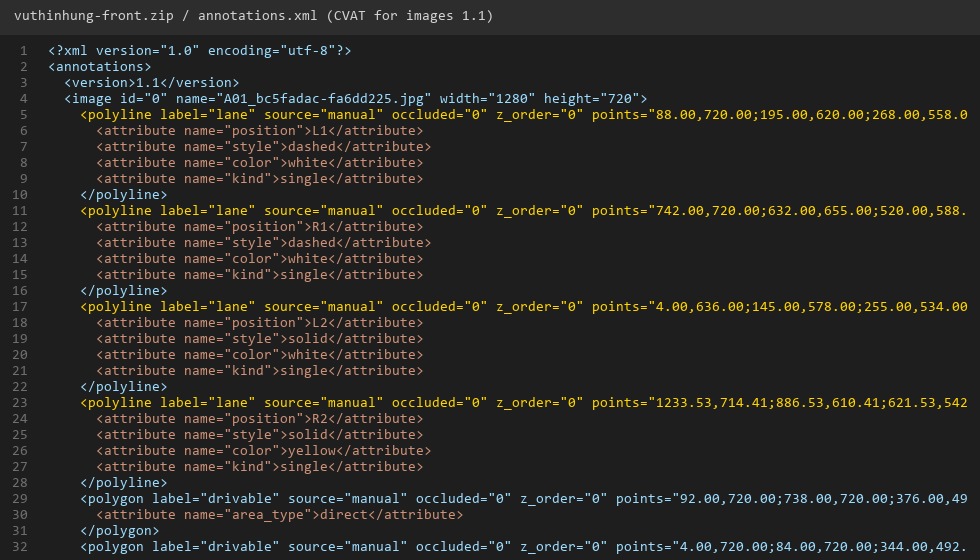 vuthinhung-front.zip / annotations.xml (CVAT for images 1.1)
1 <?xml version="1.0" encoding="utf-8"?>
2 <annotations>
3 <version>1.1</version>
4 <image id="0" name="A01_bc5fadac-fa6dd225.jpg" width="1280" height="720">
5 <polyline label="lane" source="manual" occluded="0" z_order="0" points="88.00,720.00;195.00,620.00;268.00,558.0
6 <attribute name="position">L1</attribute>
7 <attribute name="style">dashed</attribute>
8 <attribute name="color">white</attribute>
9 <attribute name="kind">single</attribute>
10 </polyline>
11 <polyline label="lane" source="manual" occluded="0" z_order="0" points="742.00,720.00;632.00,655.00;520.00,588.
12 <attribute name="position">R1</attribute>
13 <attribute name="style">dashed</attribute>
14 <attribute name="color">white</attribute>
15 <attribute name="kind">single</attribute>
16 </polyline>
17 <polyline label="lane" source="manual" occluded="0" z_order="0" points="4.00,636.00;145.00,578.00;255.00,534.00
18 <attribute name="position">L2</attribute>
19 <attribute name="style">solid</attribute>
20 <attribute name="color">white</attribute>
21 <attribute name="kind">single</attribute>
22 </polyline>
23 <polyline label="lane" source="manual" occluded="0" z_order="0" points="1233.53,714.41;886.53,610.41;621.53,542
24 <attribute name="position">R2</attribute>
25 <attribute name="style">solid</attribute>
26 <attribute name="color">yellow</attribute>
27 <attribute name="kind">single</attribute>
28 </polyline>
29 <polygon label="drivable" source="manual" occluded="0" z_order="0" points="92.00,720.00;738.00,720.00;376.00,49
30 <attribute name="area_type">direct</attribute>
31 </polygon>
32 <polygon label="drivable" source="manual" occluded="0" z_order="0" points="4.00,720.00;84.00,720.00;344.00,492.